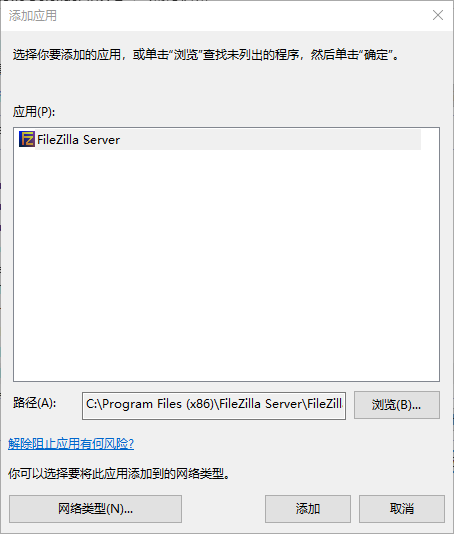 添加应用
选择你要添加的应用，或单击"浏览"查找未列出的程序，然后单击"确定"。
应用(P):
FileZilla Server
路径(A):
C:\Program Files (x86)\FileZilla Server\FileZill
浏览(B)...
解除阻止应用有何风险?
你可以选择要将此应用添加到的网络类型。
网络类型(N)...
添加
取消